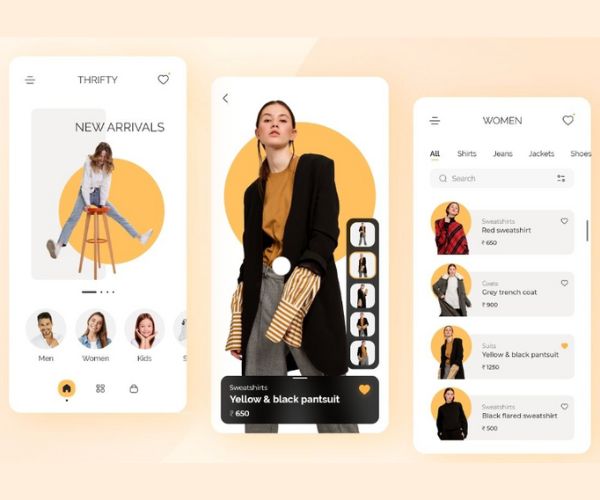 THRIFTY
NEW ARRIVALS
Men
Women
Kids
S
Sweatshirts
Yellow & black pantsuit
₹ 650
WOMEN
All Shirts Jeans Jackets Shoes
Search
Sweatshirts
Red sweatshirt
₹ 650
Coats
Grey trench coat
₹ 900
Suits
Yellow & black pantsuit
₹ 1250
Sweatshirts
Black flared sweatshirt
₹ 500